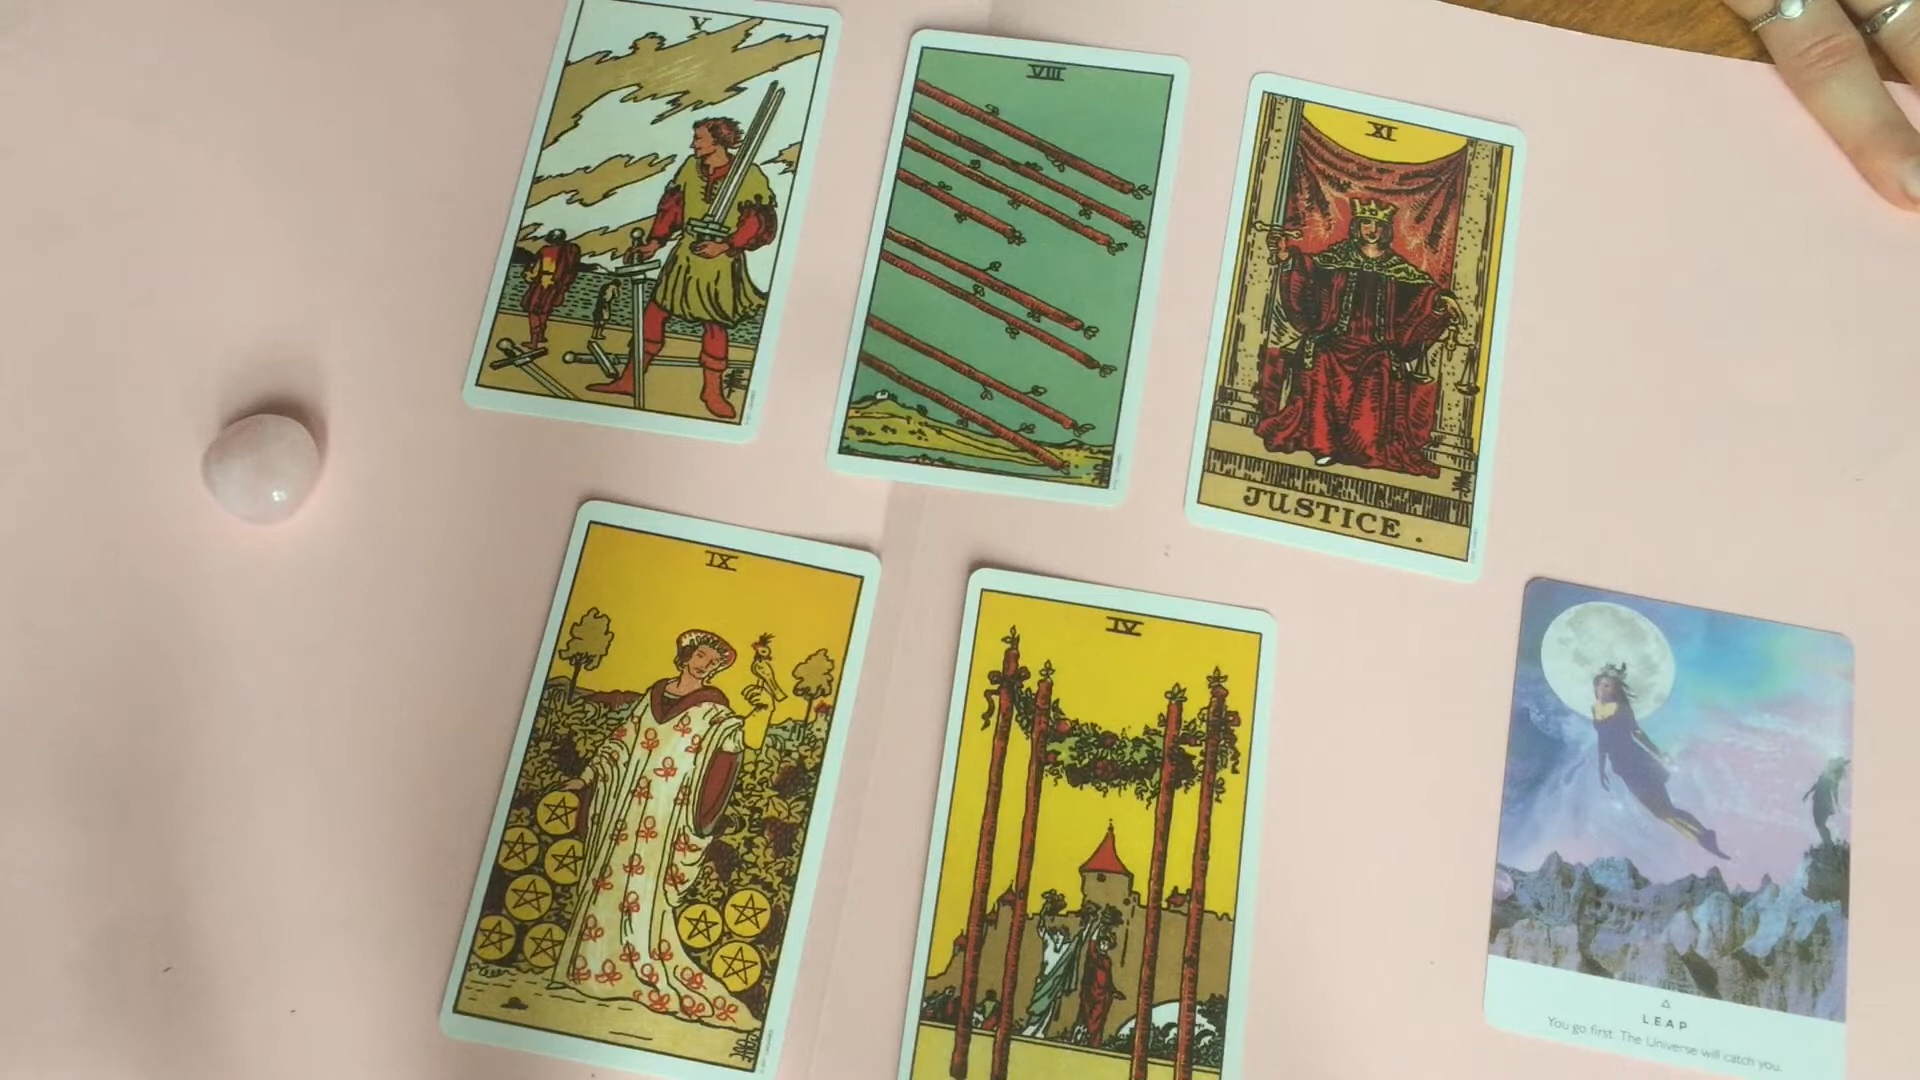 V
VIII
XI
JUSTICE.
IX
IV
LEAP
You go first. The Universe will catch you.